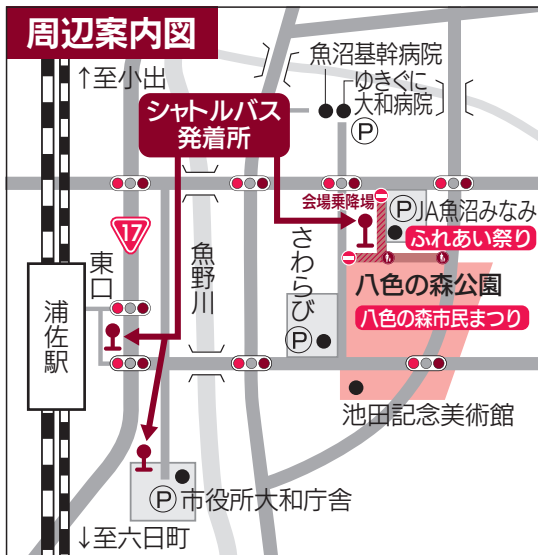 周辺案内図
↑至小出
魚沼基幹病院
ゆきぐに
大和病院
Ⓟ
シャトルバス
発着所
会場乗降場
ⓅJA魚沼みなみ
ふれあい祭り
17
東口
魚野川
さわらび
Ⓟ
八色の森公園
八色の森市民まつり
浦佐駅
池田記念美術館
Ⓟ市役所大和庁舎
↓至六日町